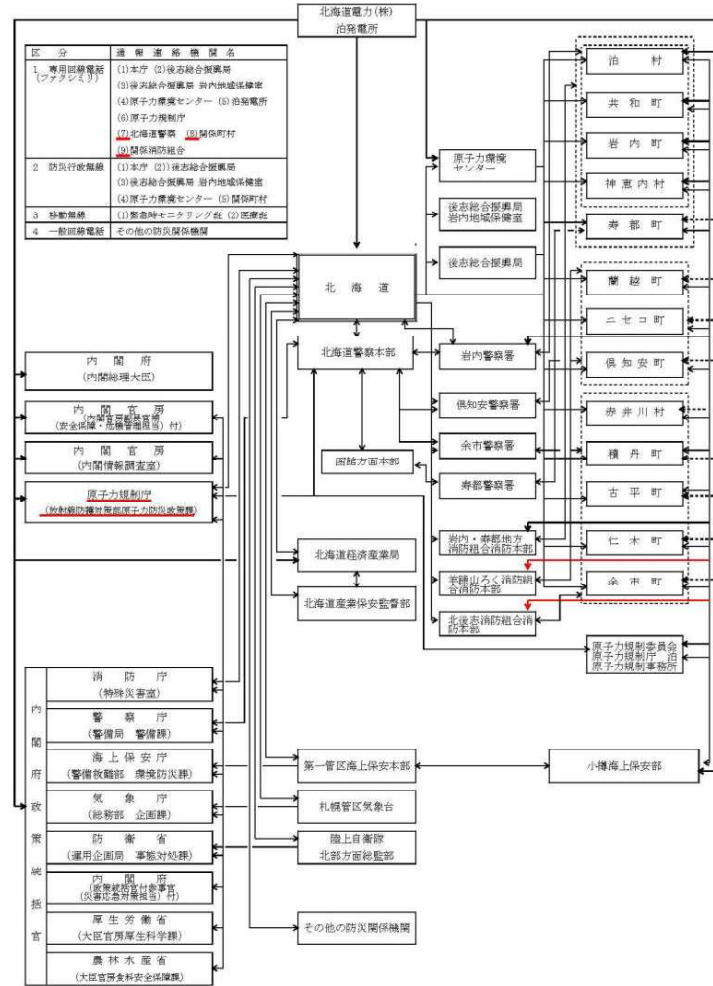 北海道電力(株)
泊発電所
区 分 通 報 連 絡 機 関 名
1 専用回線電話 (1)本庁 (2)後志総合振興局
(ファクシミリ) (3)後志総合振興局 岩内地域保健室
(4)原子力環境センター (5)泊発電所
(6)原子力規制庁
(7)北海道警察 (8)関係町村
(9)関係消防組合
2 防災行政無線 (1)本庁 (2))後志総合振興局
(3)後志総合振興局 岩内地域保健室
(4)原子力環境センター (5)関係町村
3 移動無線 (1)緊急時モニタリング班 (2)医療班
4 一般回線電話 その他の防災関係機関
泊 村
共 和 町
岩 内 町
神 恵 内 村
寿 都 町
蘭 越 町
ニ セ コ 町
倶 知 安 町
赤 井 川 村
積 丹 町
古 平 町
仁 木 町
余 市 町
原子力環境
センター
後志総合振興局
岩内地域保健室
後志総合振興局
北 海 道
北海道警察本部
岩内警察署
倶知安警察署
余市警察署
寿都警察署
函館方面本部
岩内・寿都地方
消防組合消防本部
羊蹄山ろく消防組
合消防本部
北後志消防組合消
防本部
内 閣 府
(内閣総理大臣)
内 閣 官 房
(安全保障・危機管理担当)付)
内 閣 官 房
(内閣情報調査室)
原子力規制庁
(放射線防護対策部原子力防災政策課)
北海道経済産業局
北海道産業保安監督部
原子力規制委員会
原子力規制庁 泊
原子力規制事務所
内 閣 府 政 策 統 括 官
消 防 庁
(特殊災害室)
警 察 庁
(警備局 警備課)
海 上 保 安 庁
(警備救難部 環境防災課)
気 象 庁
(総務部 企画課)
防 衛 省
(運用企画局 事態対処課)
内 閣 府
(政策統括官付参事官
(災害応急対策担当)付)
厚 生 労 働 省
(大臣官房厚生科学課)
農 林 水 産 省
(大臣官房食料安全保障課)
第一管区海上保安本部
小樽海上保安部
札幌管区気象台
陸上自衛隊
北部方面総監部
その他の防災関係機関